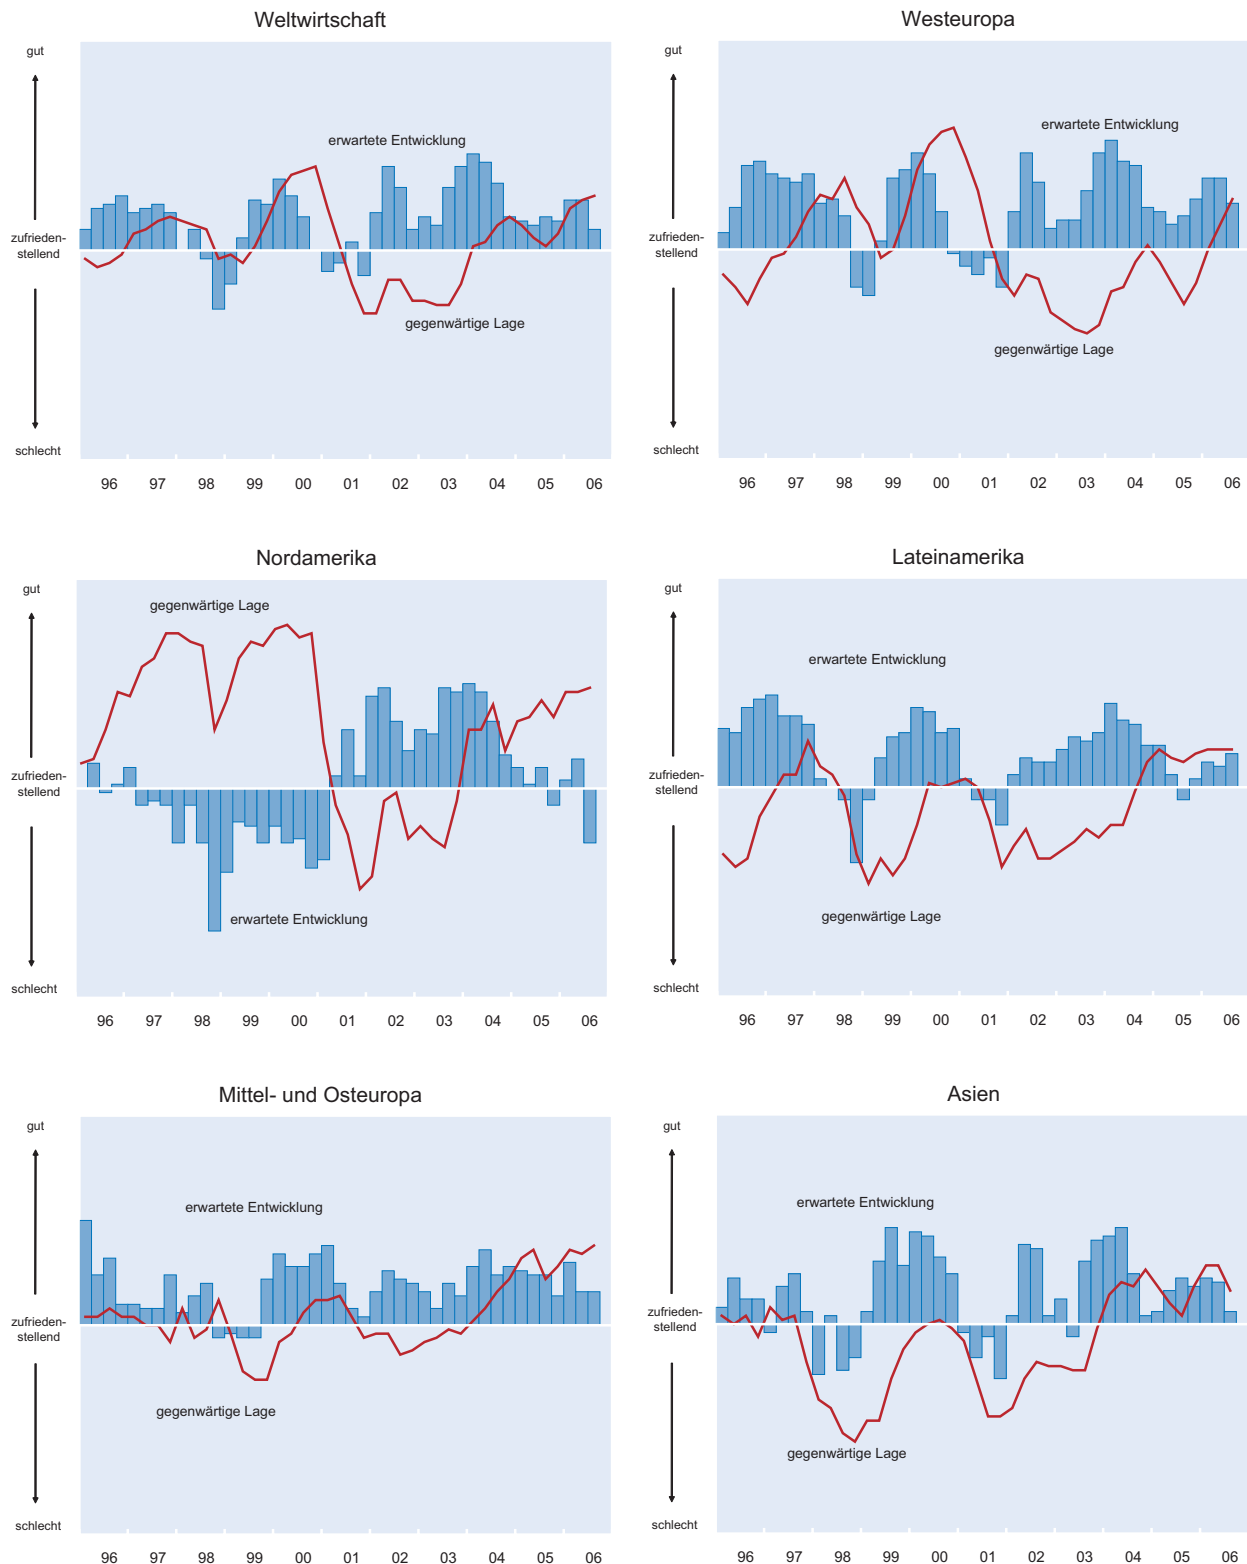 Weltwirtschaft
gut
zufrieden-
stellend
schlecht
erwartete Entwicklung
gegenwärtige Lage
96 97 98 99 00 01 02 03 04 05 06
Westeuropa
gut
zufrieden-
stellend
schlecht
erwartete Entwicklung
gegenwärtige Lage
96 97 98 99 00 01 02 03 04 05 06
Nordamerika
gut
zufrieden-
stellend
schlecht
gegenwärtige Lage
erwartete Entwicklung
96 97 98 99 00 01 02 03 04 05 06
Lateinamerika
gut
zufrieden-
stellend
schlecht
erwartete Entwicklung
gegenwärtige Lage
96 97 98 99 00 01 02 03 04 05 06
Mittel- und Osteuropa
gut
zufrieden-
stellend
schlecht
erwartete Entwicklung
gegenwärtige Lage
96 97 98 99 00 01 02 03 04 05 06
Asien
gut
zufrieden-
stellend
schlecht
erwartete Entwicklung
gegenwärtige Lage
96 97 98 99 00 01 02 03 04 05 06